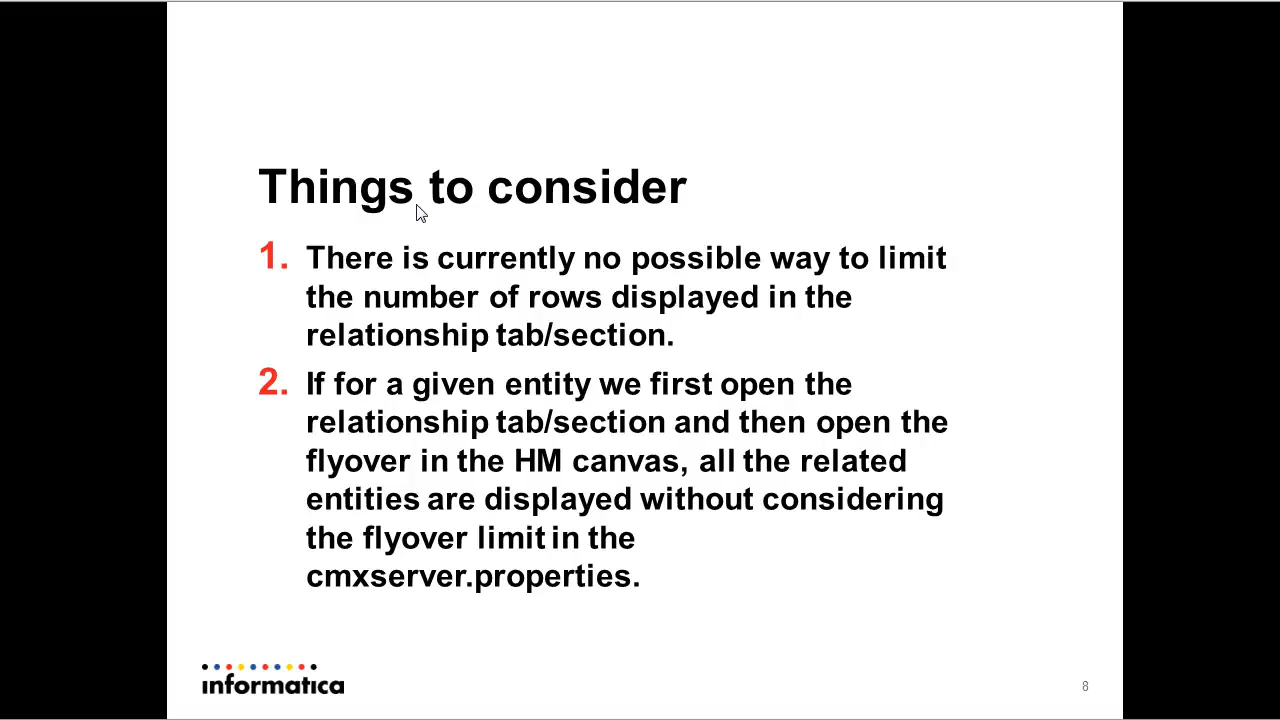 Things to consider
1. There is currently no possible way to limit
the number of rows displayed in the
relationship tab/section.
2. If for a given entity we first open the
relationship tab/section and then open the
flyover in the HM canvas, all the related
entities are displayed without considering
the flyover limit in the
cmxserver.properties.
informatica
8